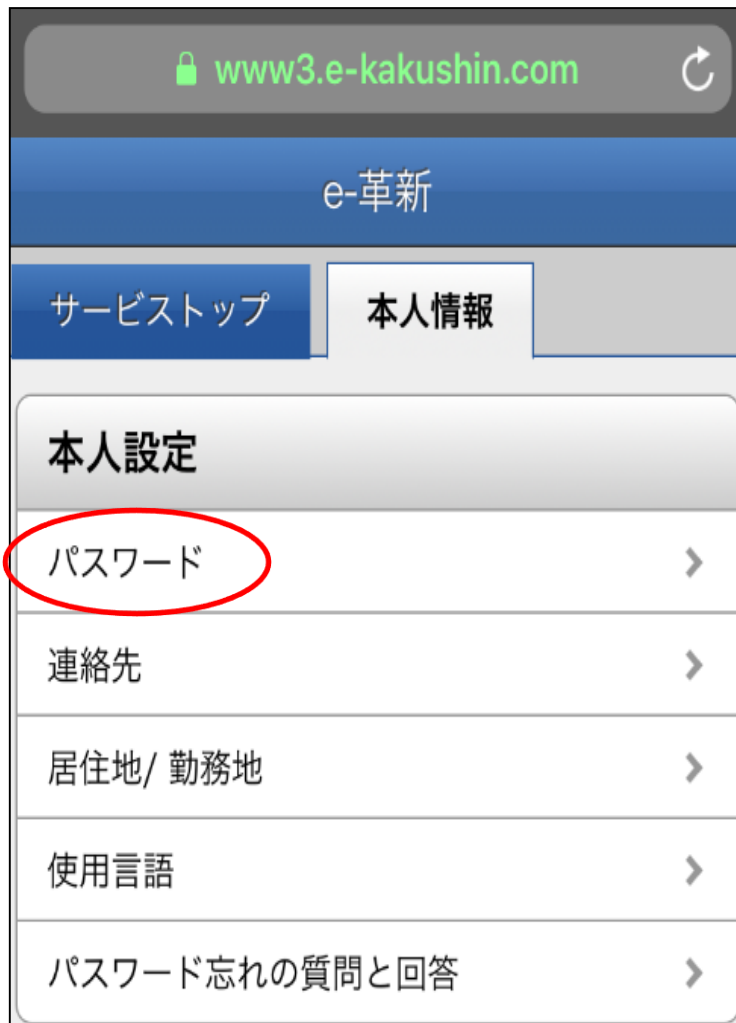 www3.e-kakushin.com
e-革新
サービストップ 本人情報
本人設定
パスワード
連絡先
居住地/ 勤務地
使用言語
パスワード忘れの質問と回答